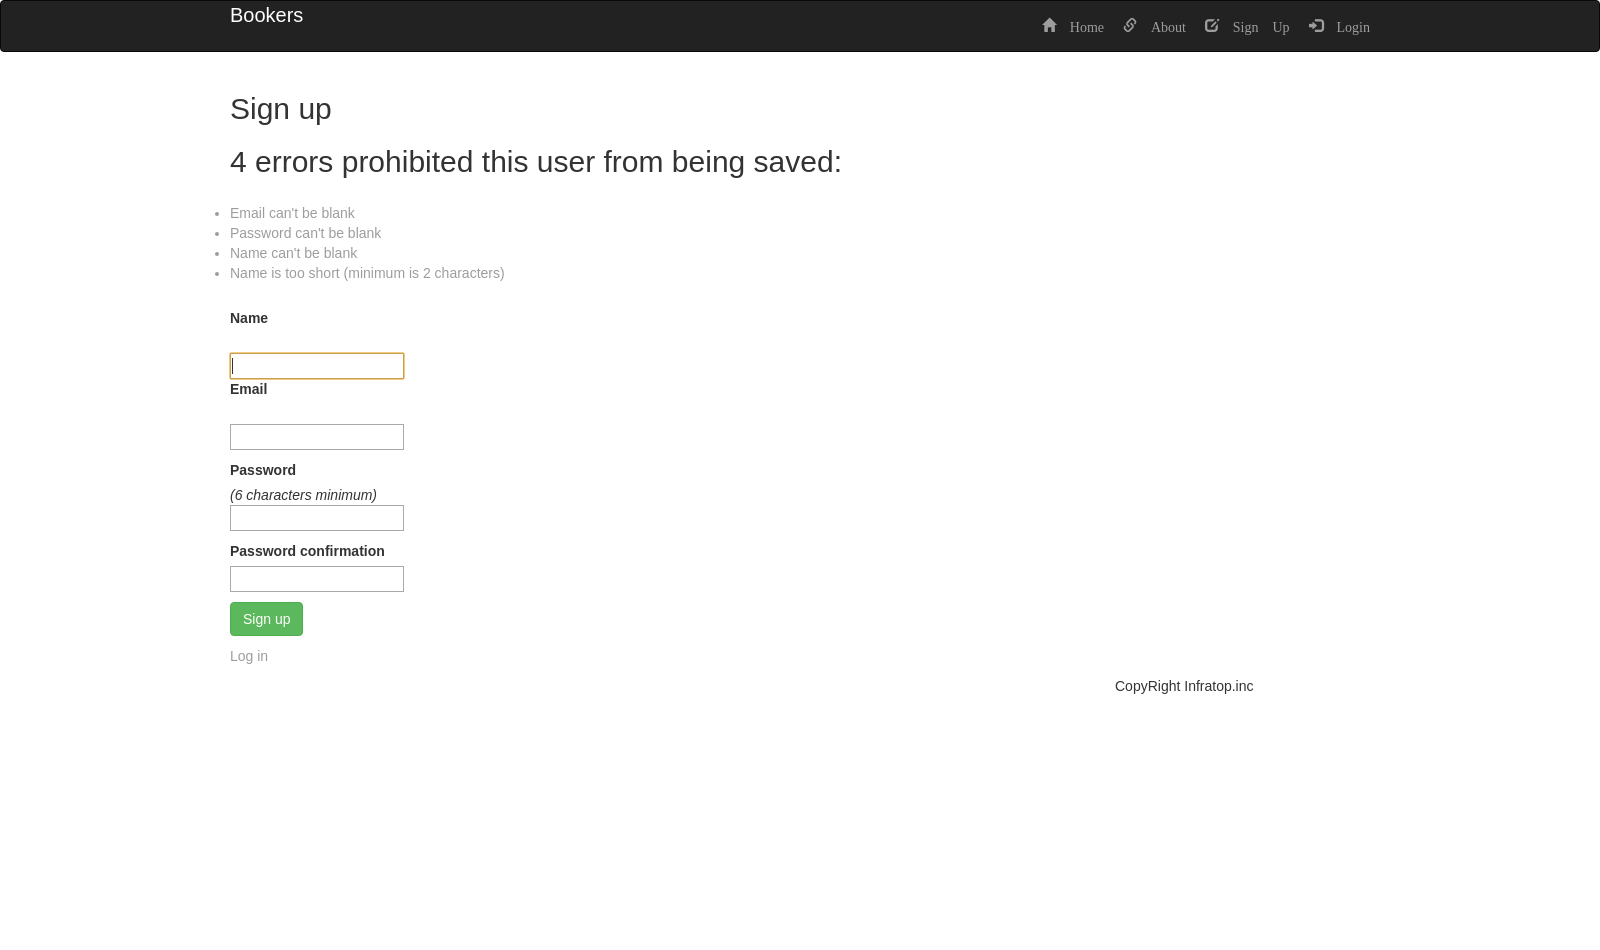 Bookers
Home About Sign Up Login
Sign up
4 errors prohibited this user from being saved:
Email can't be blank
Password can't be blank
Name can't be blank
Name is too short (minimum is 2 characters)
Name
Email
Password
(6 characters minimum)
Password confirmation
Sign up
Log in
CopyRight Infratop.inc